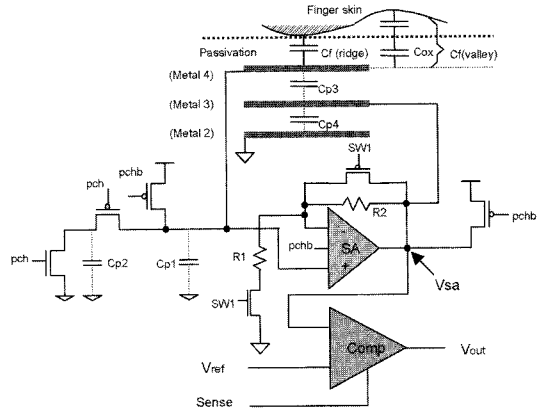 Finger skin
Passivation
Cf (ridge)
Cox
Cf(valley)
(Metal 4)
Cp3
(Metal 3)
Cp4
(Metal 2)
SW1
pchb
pch
pchb
R2
pch
Cp2
Cp1
R1
pchb
-
SA
+
Vsa
SW1
Vref
Comp
Vout
Sense